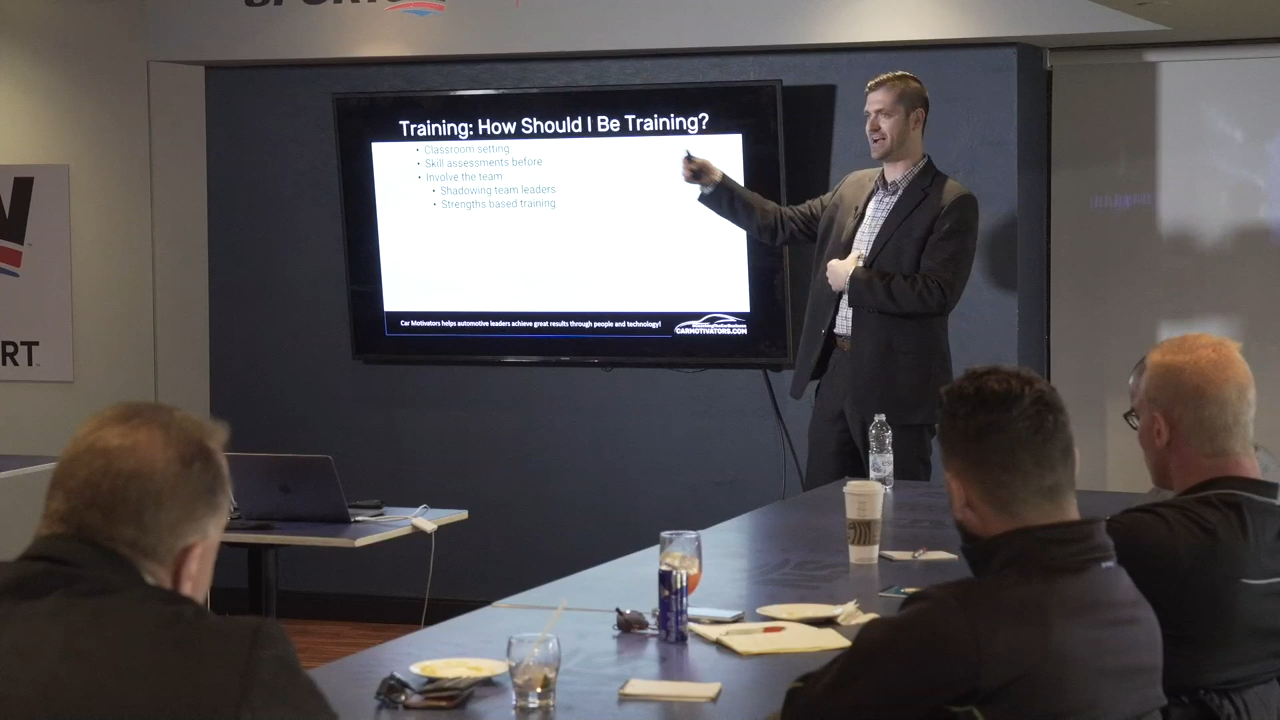 SPORTS
Training: How Should I Be Training?
• Classroom setting
• Skill assessments before
• Involve the team
• Shadowing team leaders
• Strengths based training
Car Motivators helps automotive leaders achieve great results through people and technology!
CARMOTIVATORS.COM
RT